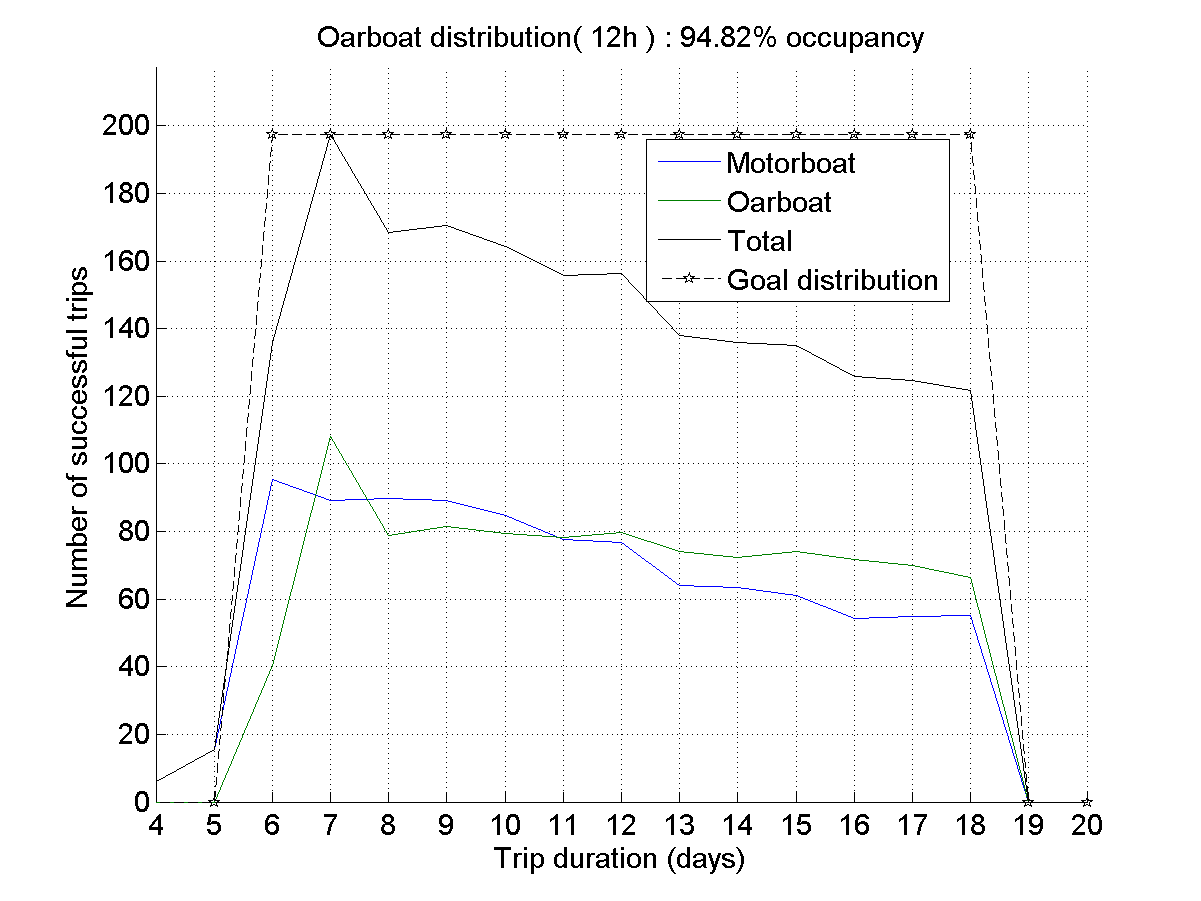 Oarboat distribution( 12h ) : 94.82% occupancy
Number of successful trips
200
180
160
140
120
100
80
60
40
20
0
Motorboat
Oarboat
Total
Goal distribution
4 5 6 7 8 9 10 11 12 13 14 15 16 17 18 19 20
Trip duration (days)